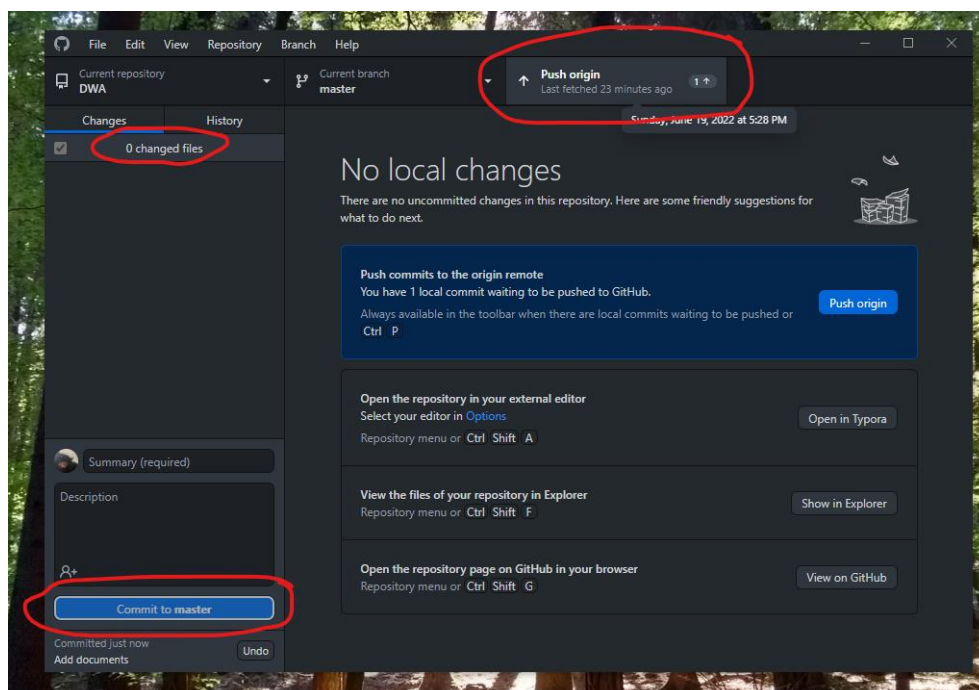 File Edit View Repository Branch Help
Current repository
DWA
Current branch
master
Push origin
Last fetched 23 minutes ago
1
Sunday, June 19, 2022 at 5:28 PM
Changes History
0 changed files
No local changes
There are no uncommitted changes in this repository. Here are some friendly suggestions for
what to do next.
Push commits to the origin remote
You have 1 local commit waiting to be pushed to GitHub.
Always available in the toolbar when there are local commits waiting to be pushed or
Ctrl P
Push origin
Open the repository in your external editor
Select your editor in Options
Repository menu or Ctrl Shift A
Open in Typora
View the files of your repository in Explorer
Repository menu or Ctrl Shift F
Show in Explorer
Open the repository page on GitHub in your browser
Repository menu or Ctrl Shift G
View on GitHub
Summary (required)
Description
Commit to master
Committed just now
Add documents
Undo